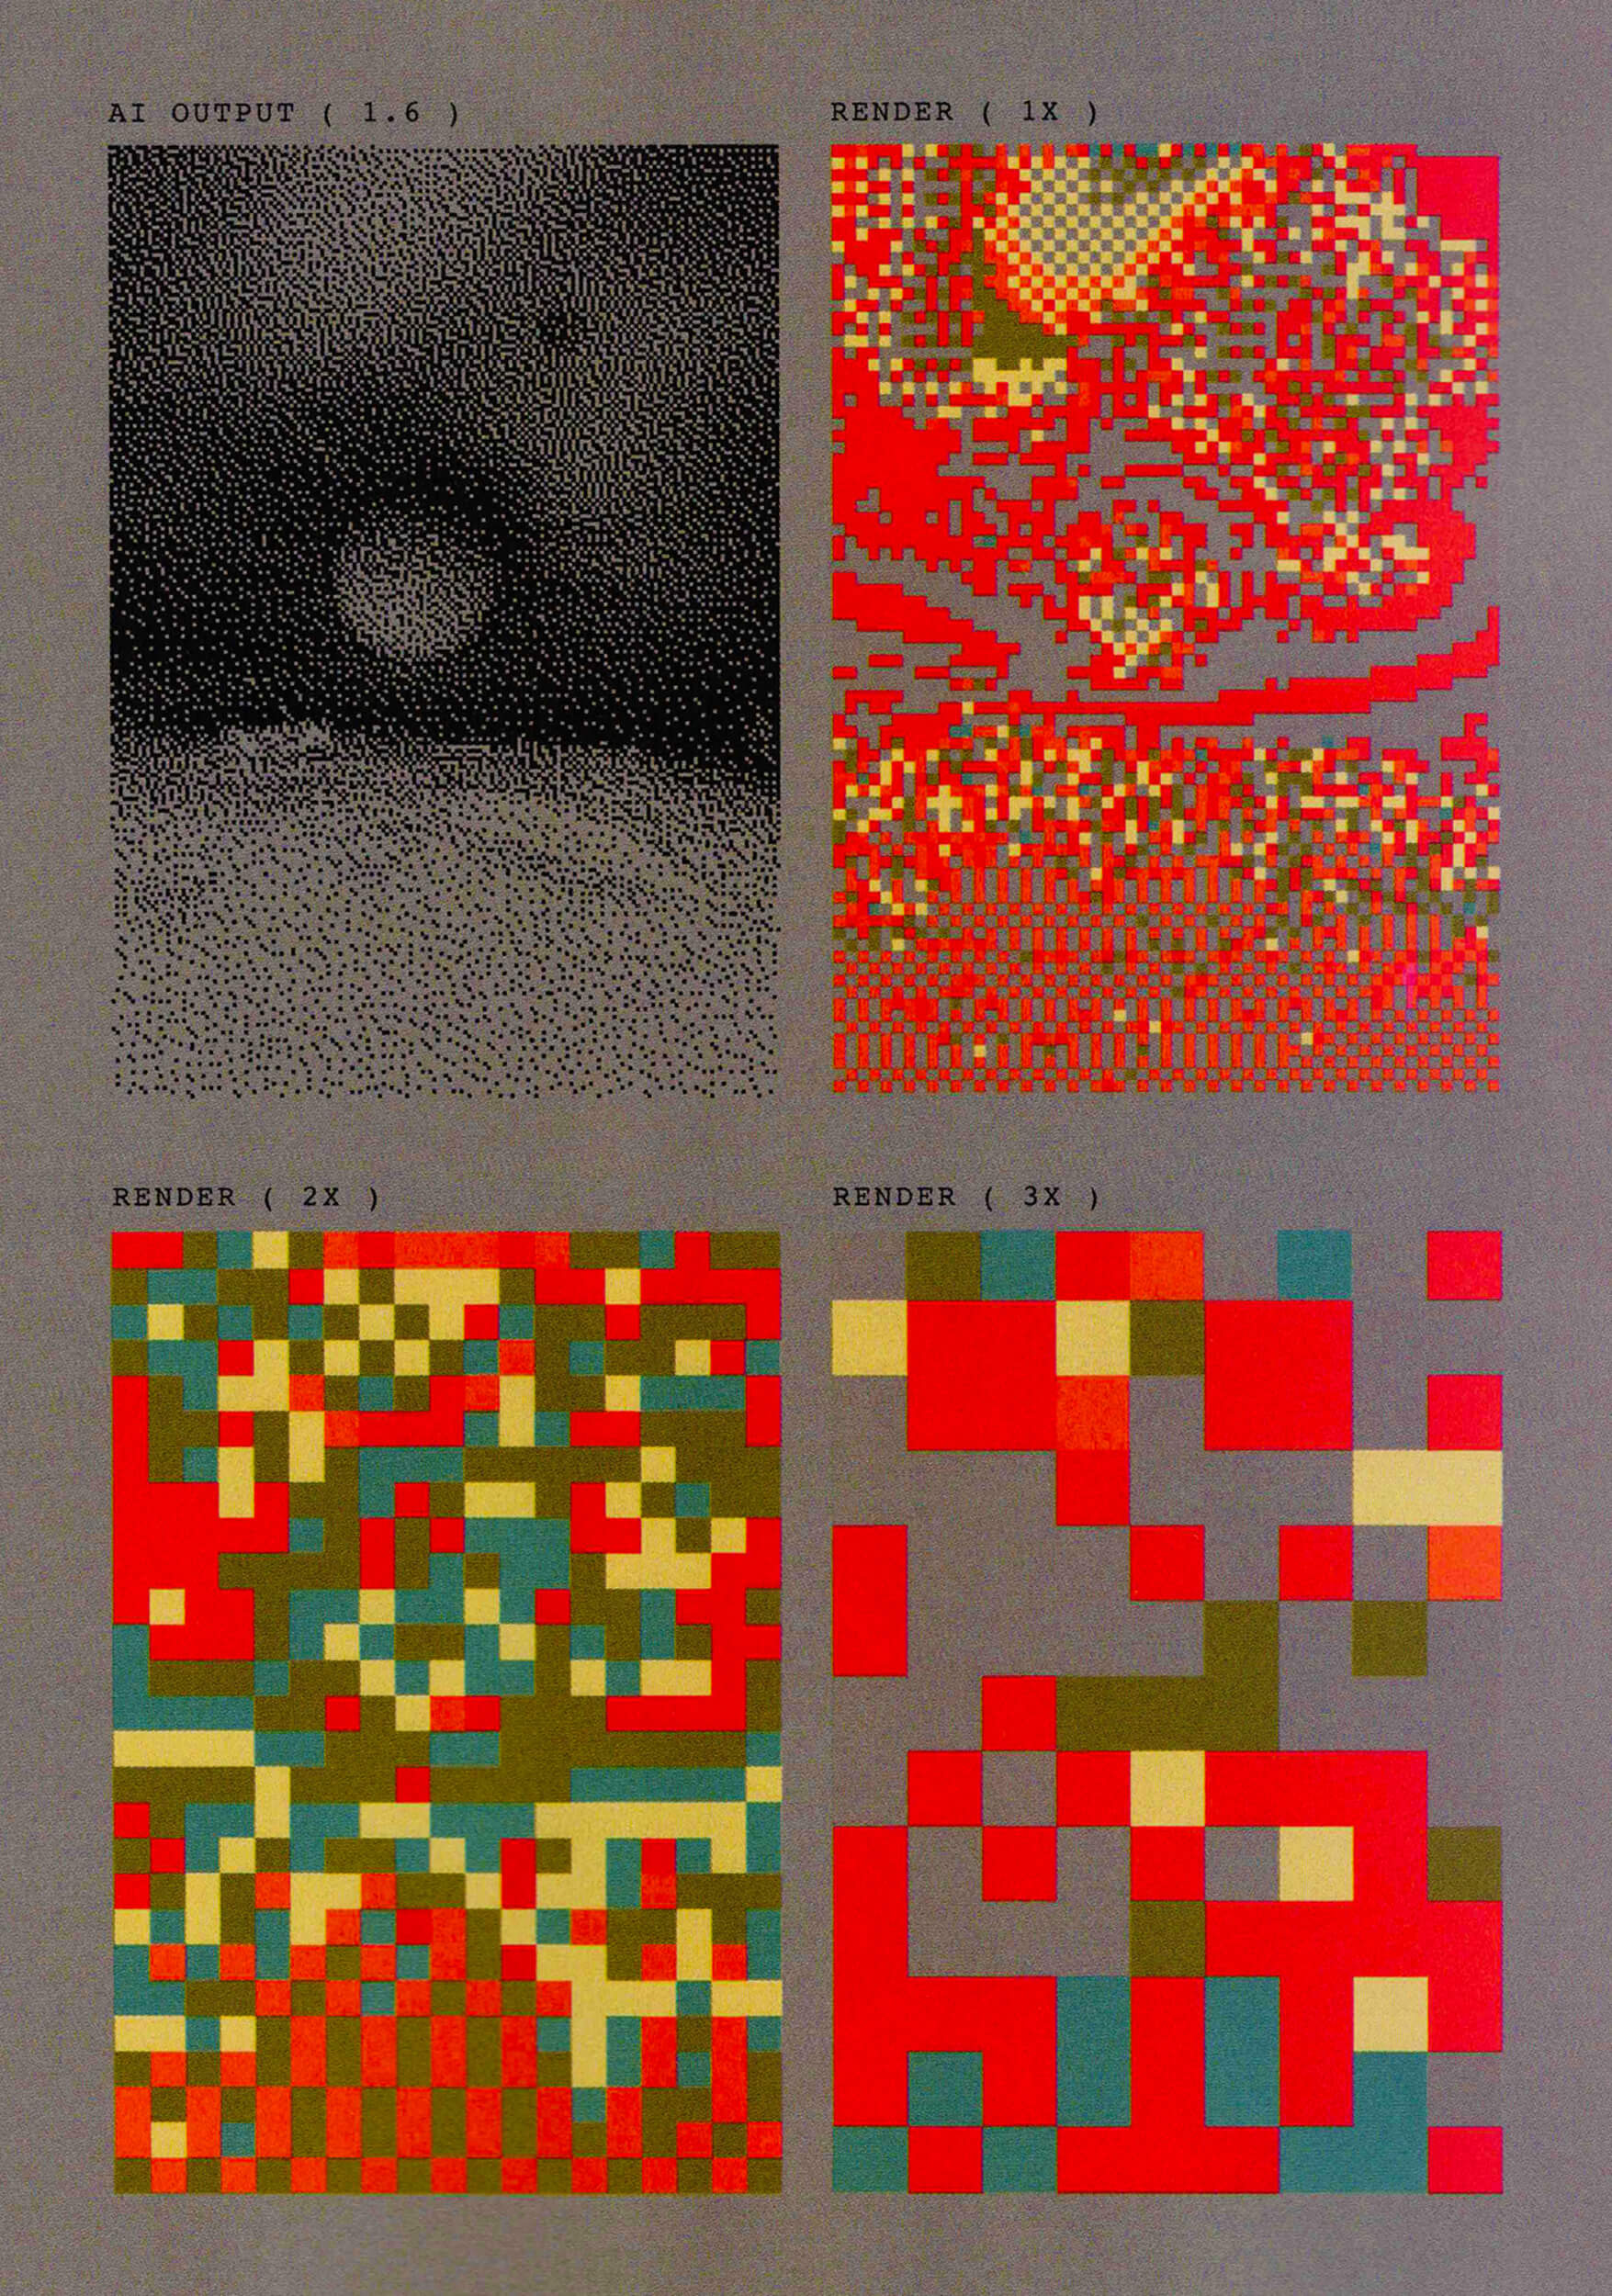 AI OUTPUT ( 1.6 )
RENDER ( 1X )
RENDER ( 2X )
RENDER ( 3X )